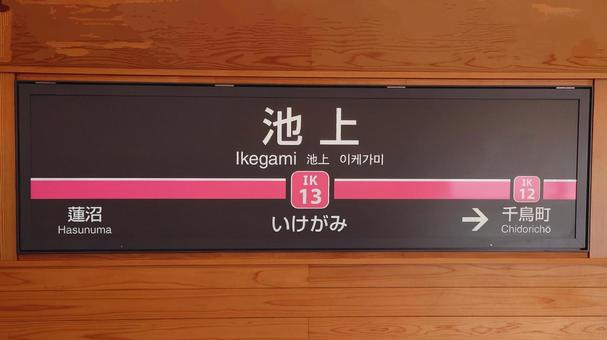 池上
Ikegami 池上 이케가미
IK
13
IK
12
蓮沼
Hasunuma
いけがみ
→ 千鳥町
Chidorichō